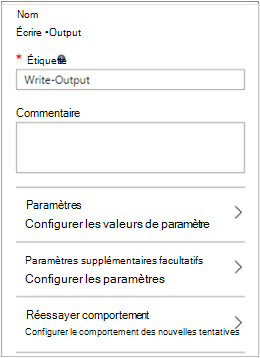 Nom
Écrire •Output
* Étiquette
Write-Output
Commentaire
Paramètres
Configurer les valeurs de paramètre
Paramètres supplémentaires facultatifs
Configurer les paramètres
Réessayer comportement
Configurer le comportement des nouvelles tentatives